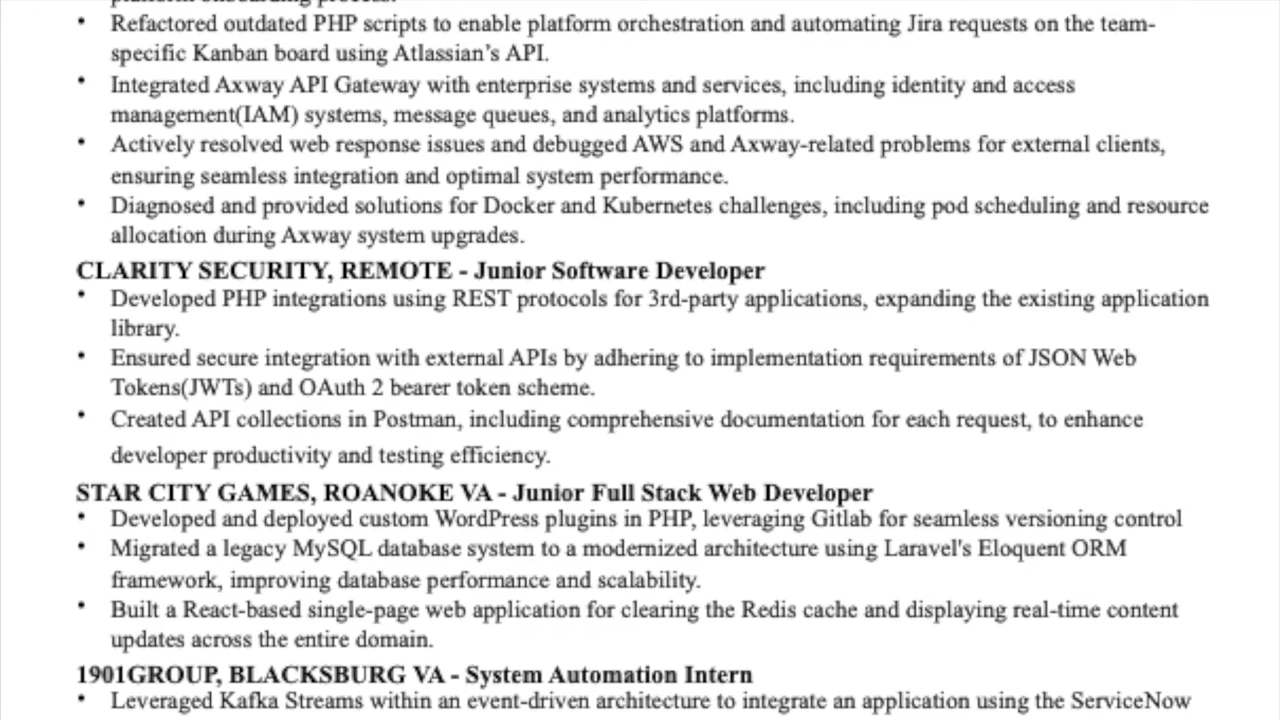 • Refactored outdated PHP scripts to enable platform orchestration and automating Jira requests on the team-
specific Kanban board using Atlassian’s API.
• Integrated Axway API Gateway with enterprise systems and services, including identity and access
management(IAM) systems, message queues, and analytics platforms.
• Actively resolved web response issues and debugged AWS and Axway-related problems for external clients,
ensuring seamless integration and optimal system performance.
• Diagnosed and provided solutions for Docker and Kubernetes challenges, including pod scheduling and resource
allocation during Axway system upgrades.
CLARITY SECURITY, REMOTE - Junior Software Developer
• Developed PHP integrations using REST protocols for 3rd-party applications, expanding the existing application
library.
• Ensured secure integration with external APIs by adhering to implementation requirements of JSON Web
Tokens(JWTs) and OAuth 2 bearer token scheme.
• Created API collections in Postman, including comprehensive documentation for each request, to enhance
developer productivity and testing efficiency.
STAR CITY GAMES, ROANOKE VA - Junior Full Stack Web Developer
• Developed and deployed custom WordPress plugins in PHP, leveraging Gitlab for seamless versioning control
• Migrated a legacy MySQL database system to a modernized architecture using Laravel's Eloquent ORM
framework, improving database performance and scalability.
• Built a React-based single-page web application for clearing the Redis cache and displaying real-time content
updates across the entire domain.
1901GROUP, BLACKSBURG VA - System Automation Intern
• Leveraged Kafka Streams within an event-driven architecture to integrate an application using the ServiceNow